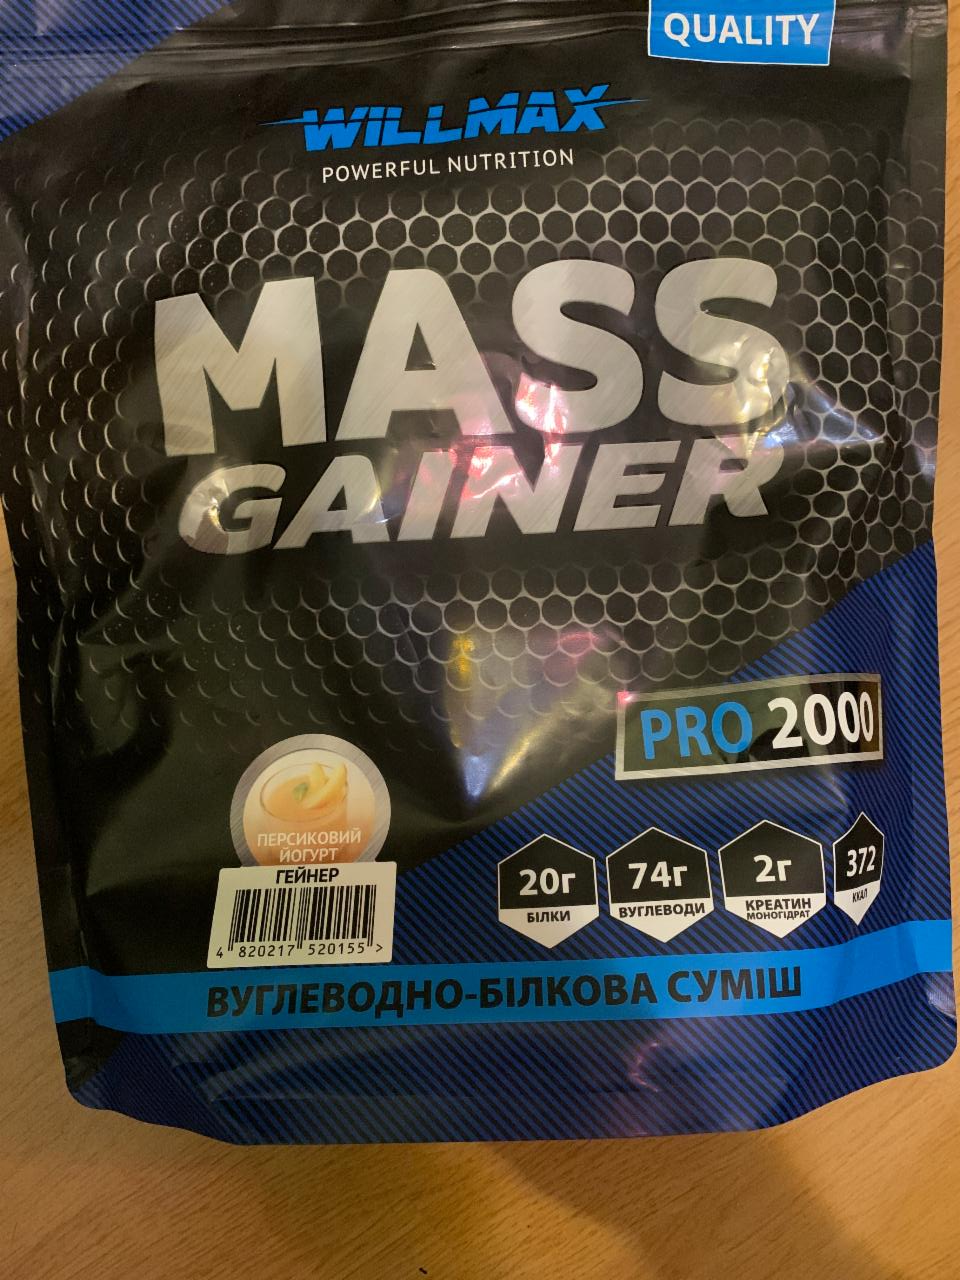 QUALITY
WILLMAX
POWERFUL NUTRITION
MASS
GAINER
PRO 2000
ПЕРСИКОВИЙ
ЙОГУРТ
ГЕЙНЕР
4 820217 520155 >
20г
БІЛКИ
74г
ВУГЛЕВОДИ
2г
КРЕАТИН
МОНОГІДРАТ
372
ККАЛ
ВУГЛЕВОДНО-БІЛКОВА СУМІШ